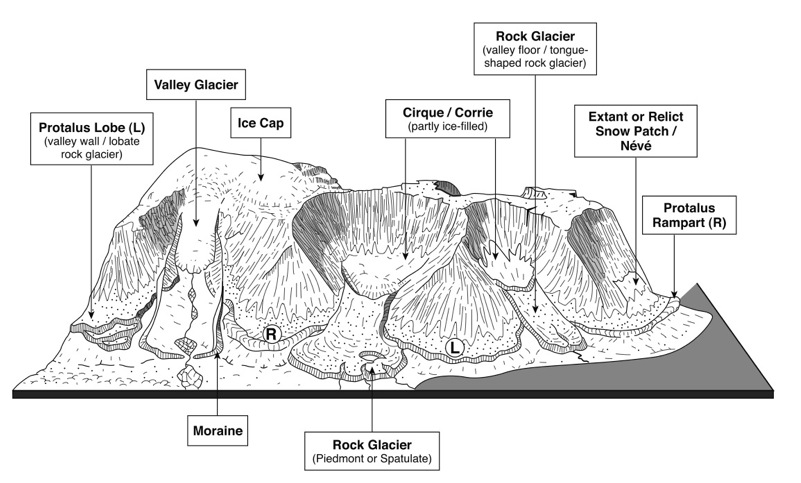 Rock Glacier
(valley floor / tongue-
shaped rock glacier)
Valley Glacier
Protalus Lobe (L)
(valley wall / lobate
rock glacier)
Ice Cap
Cirque / Corrie
(partly ice-filled)
Extant or Relict
Snow Patch /
Névé
Protalus
Rampart (R)
R
L
Moraine
Rock Glacier
(Piedmont or Spatulate)